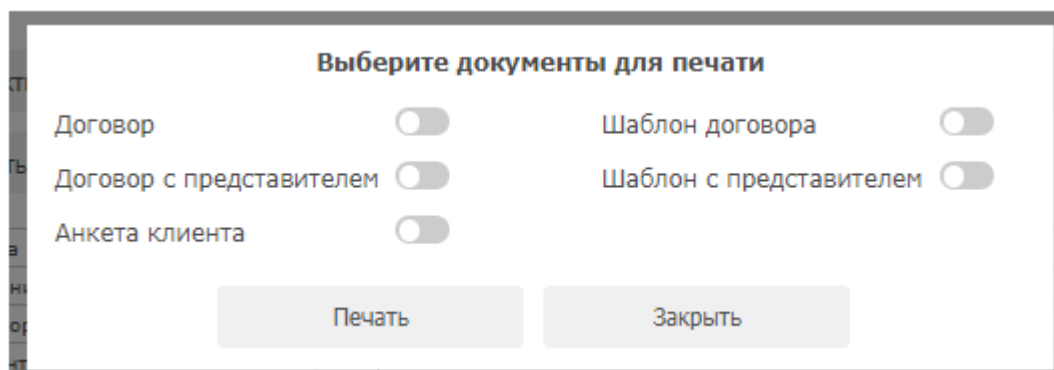 Выберите документы для печати
Договор
Шаблон договора
Договор с представителем
Шаблон с представителем
Анкета клиента
Печать
Закрыть